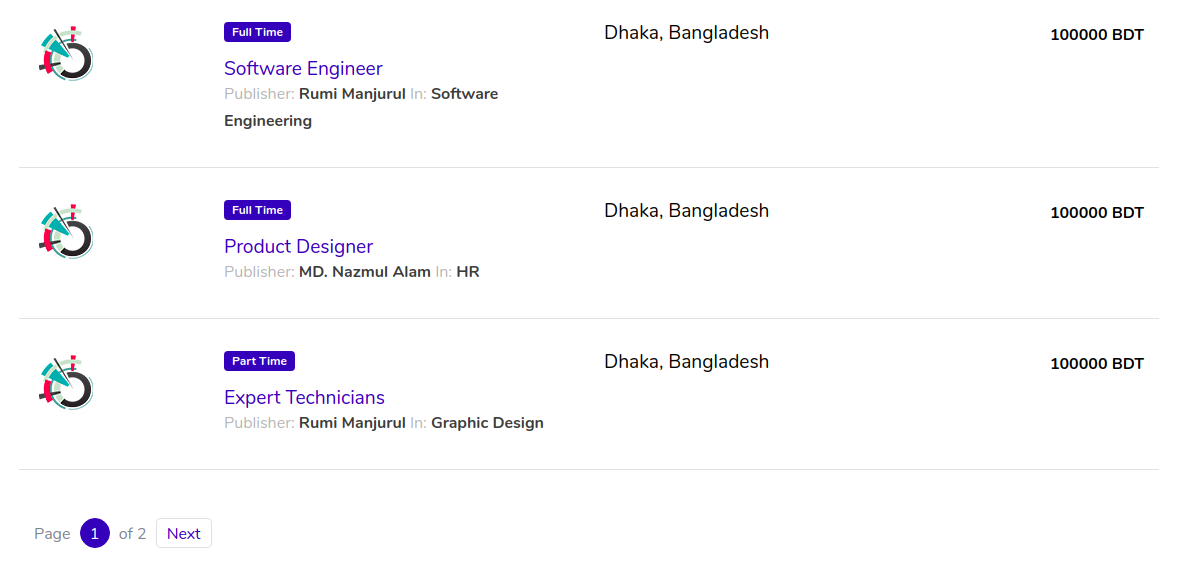 Full Time
Software Engineer
Publisher: Rumi Manjurul In: Software
Engineering
Dhaka, Bangladesh
100000 BDT
Full Time
Product Designer
Publisher: MD. Nazmul Alam In: HR
Dhaka, Bangladesh
100000 BDT
Part Time
Expert Technicians
Publisher: Rumi Manjurul In: Graphic Design
Dhaka, Bangladesh
100000 BDT
Page 1 of 2 Next